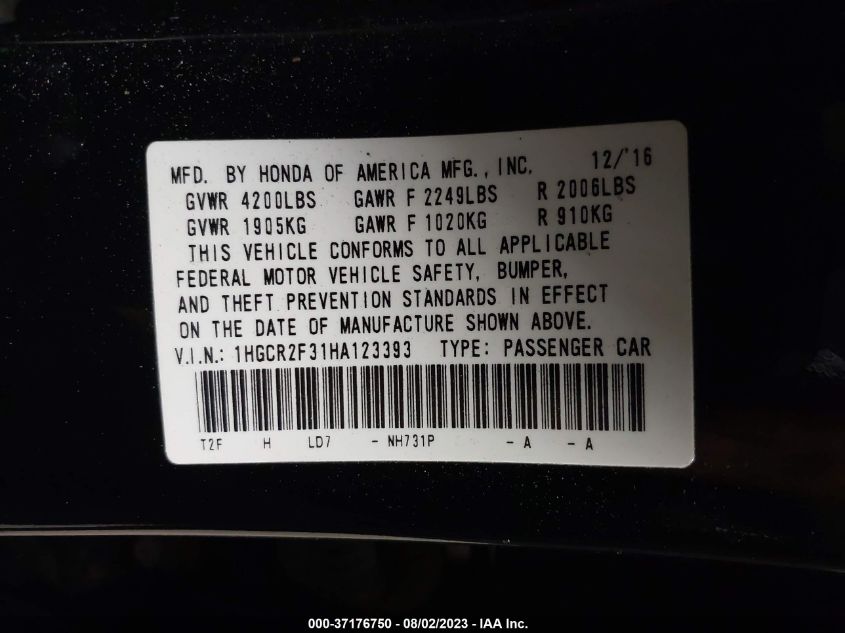 MFD. BY HONDA OF AMERICA MFG., INC. 12/'16
GVWR 4200LBS GAWR F 2249LBS R 2006LBS
GVWR 1905KG GAWR F 1020KG R 910KG
THIS VEHICLE CONFORMS TO ALL APPLICABLE
FEDERAL MOTOR VEHICLE SAFETY, BUMPER,
AND THEFT PREVENTION STANDARDS IN EFFECT
ON THE DATE OF MANUFACTURE SHOWN ABOVE.
V.I.N.: 1HGCR2F31HA123393 TYPE: PASSENGER CAR
T2F H LD7 - NH731P - A - A
000-37176750 - 08/02/2023 - IAA Inc.